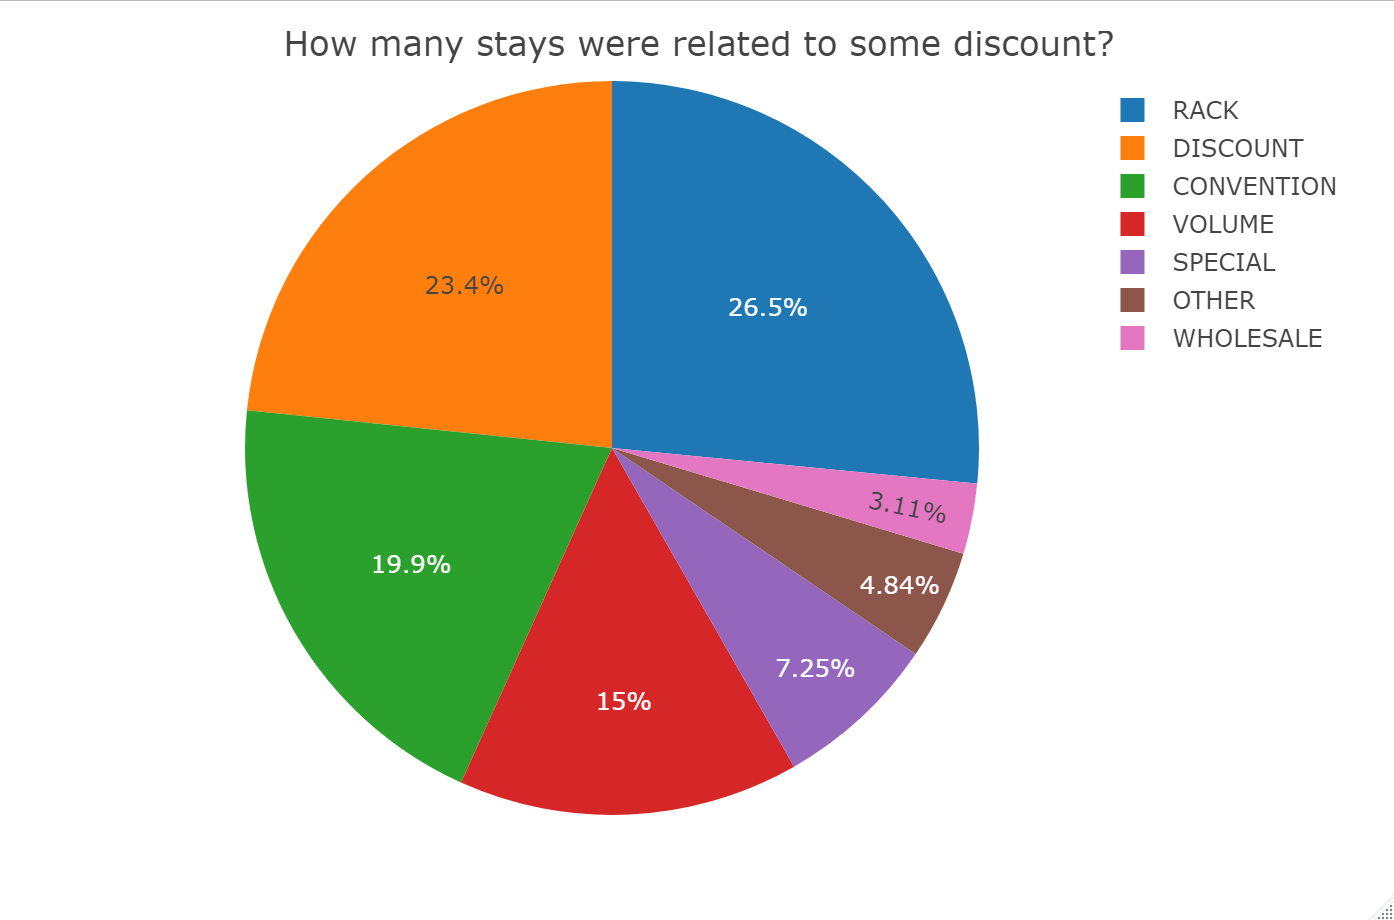 How many stays were related to some discount?
RACK
DISCOUNT
CONVENTION
VOLUME
SPECIAL
OTHER
WHOLESALE
23.4%
26.5%
3.11%
19.9%
4.84%
7.25%
15%